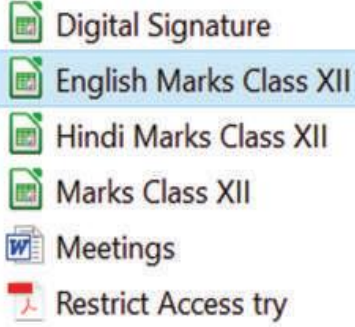 Digital Signature
English Marks Class XII
Hindi Marks Class XII
Marks Class XII
Meetings
Restrict Access try